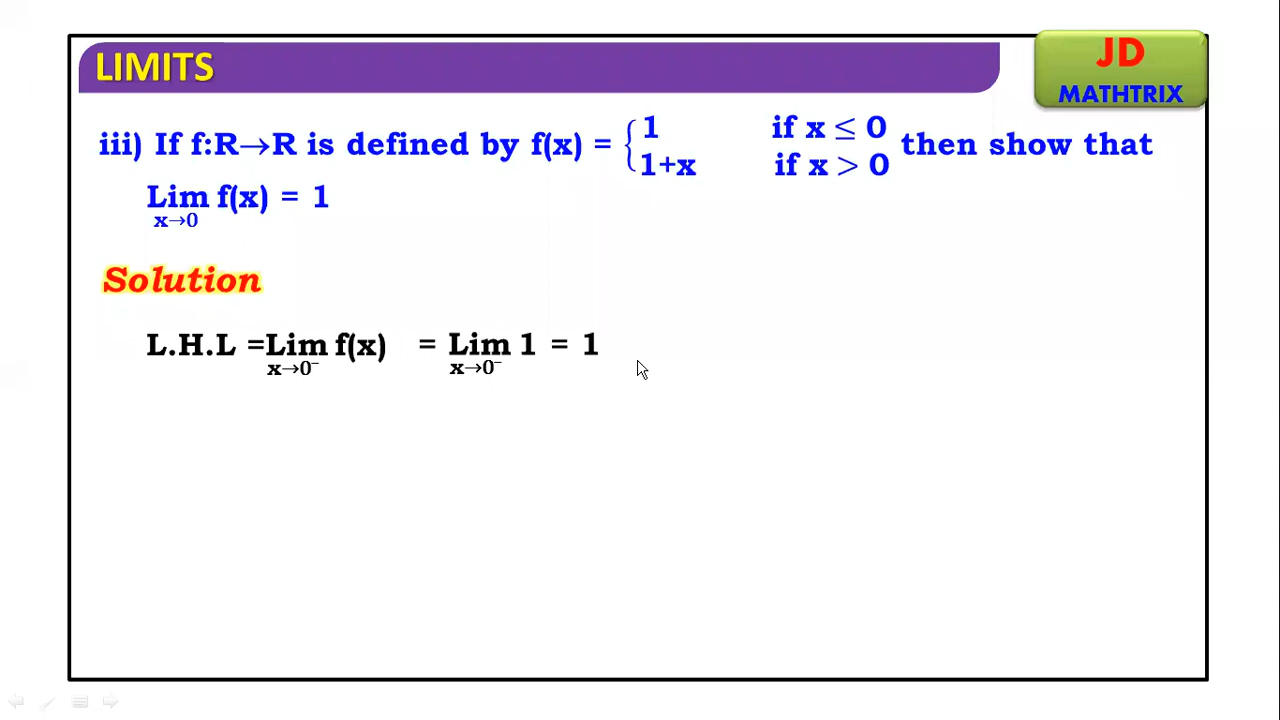 LIMITS
JD
MATHTRIX
iii) If f:R→R is defined by f(x) = { 1 if x ≤ 0
1+x if x > 0 then show that
Lim f(x) = 1
x→0
Solution
L.H.L =Lim f(x) = Lim 1 = 1
x→0⁻ x→0⁻